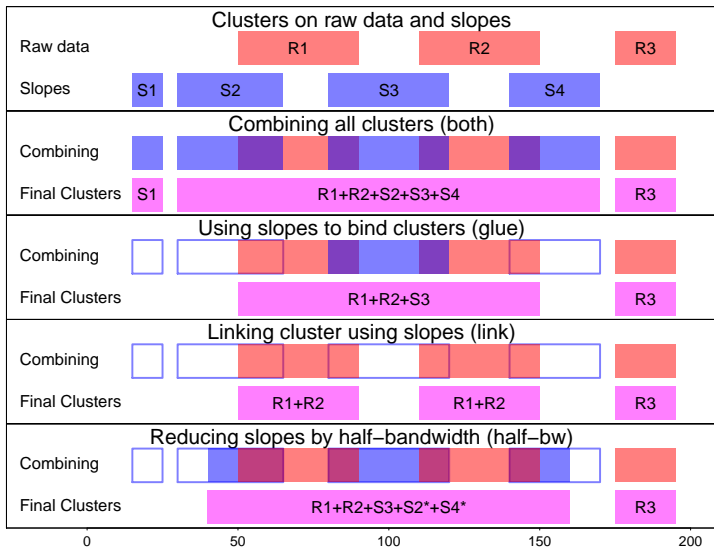 Clusters on raw data and slopes
Raw data R1 R2 R3
Slopes S1 S2 S3 S4
Combining all clusters (both)
Combining
Final Clusters S1 R1+R2+S2+S3+S4 R3
Using slopes to bind clusters (glue)
Combining
Final Clusters R1+R2+S3 R3
Linking cluster using slopes (link)
Combining
Final Clusters R1+R2 R1+R2 R3
Reducing slopes by half−bandwidth (half−bw)
Combining
Final Clusters R1+R2+S3+S2*+S4* R3
0 50 100 150 200